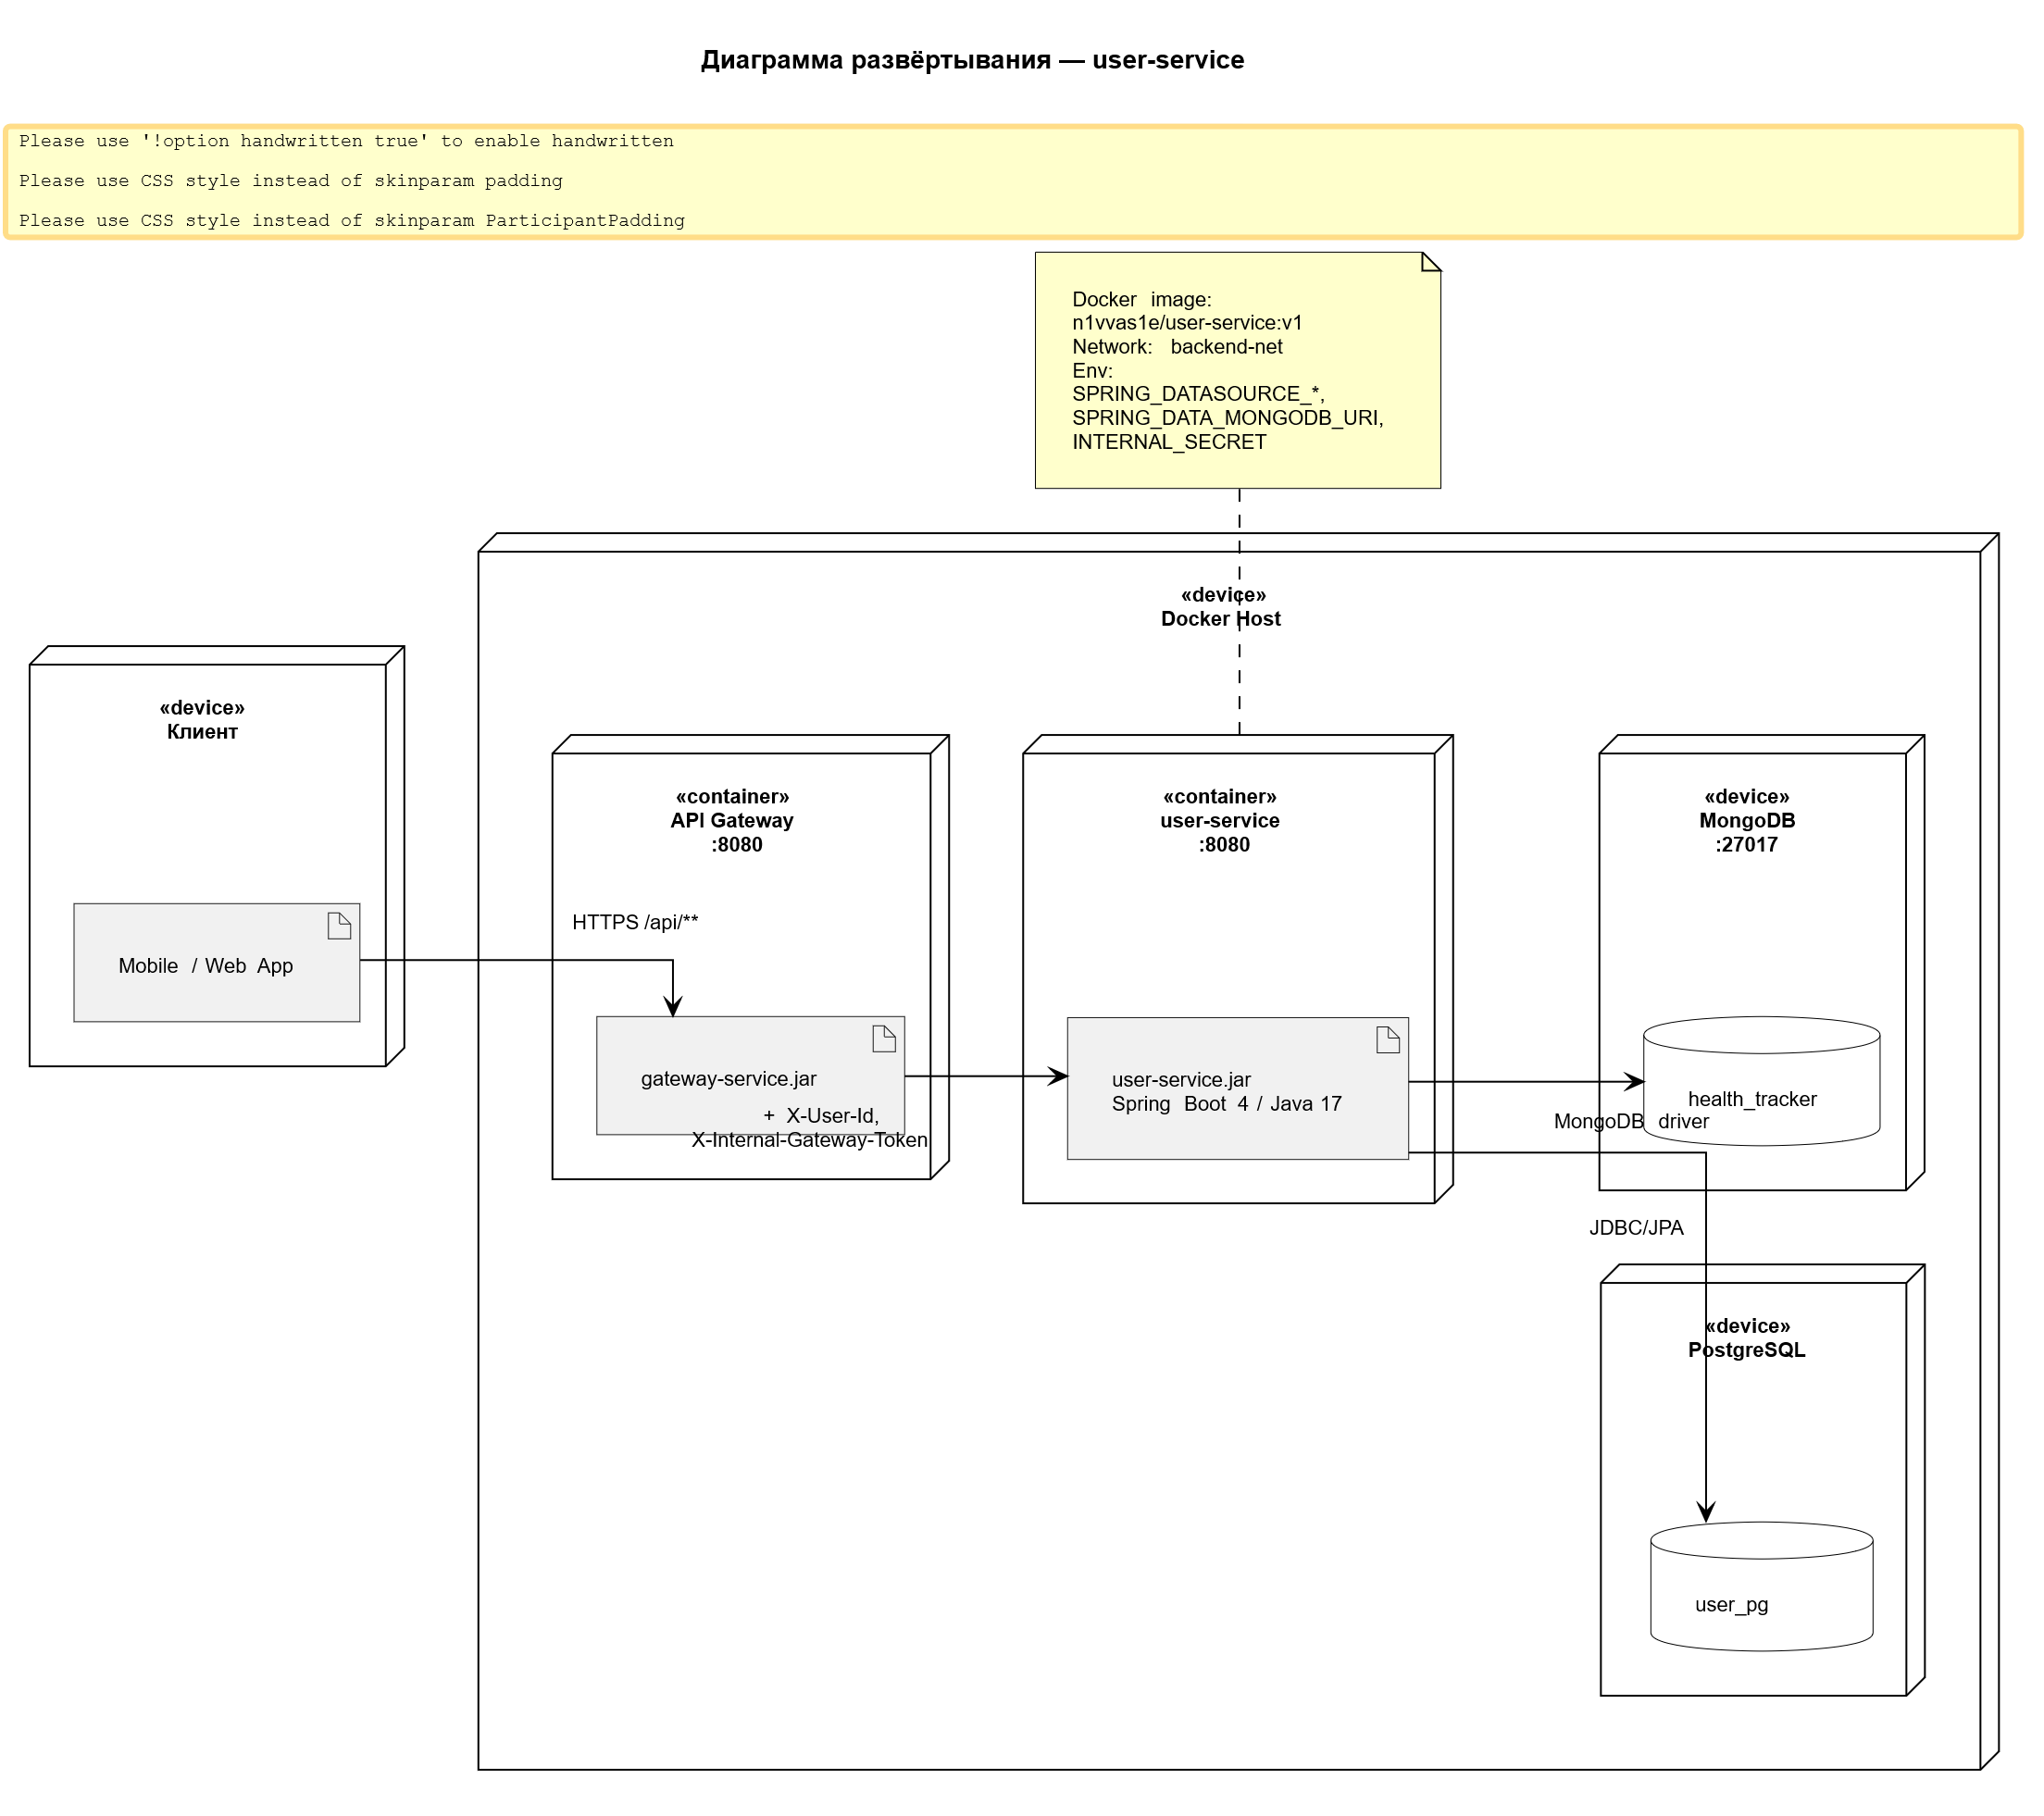 Диаграмма развёртывания — user-service
Please use '!option handwritten true' to enable handwritten
Please use CSS style instead of skinparam padding
Please use CSS style instead of skinparam ParticipantPadding
Docker image:
n1vvas1e/user-service:v1
Network: backend-net
Env:
SPRING_DATASOURCE_*,
SPRING_DATA_MONGODB_URI,
INTERNAL_SECRET
«device»
Docker Host
«device»
Клиент
Mobile / Web App
HTTPS /api/**
«container»
API Gateway
:8080
gateway-service.jar
+ X-User-Id,
X-Internal-Gateway-Token
«container»
user-service
:8080
user-service.jar
Spring Boot 4 / Java 17
«device»
MongoDB
:27017
health_tracker
MongoDB driver
JDBC/JPA
«device»
PostgreSQL
user_pg